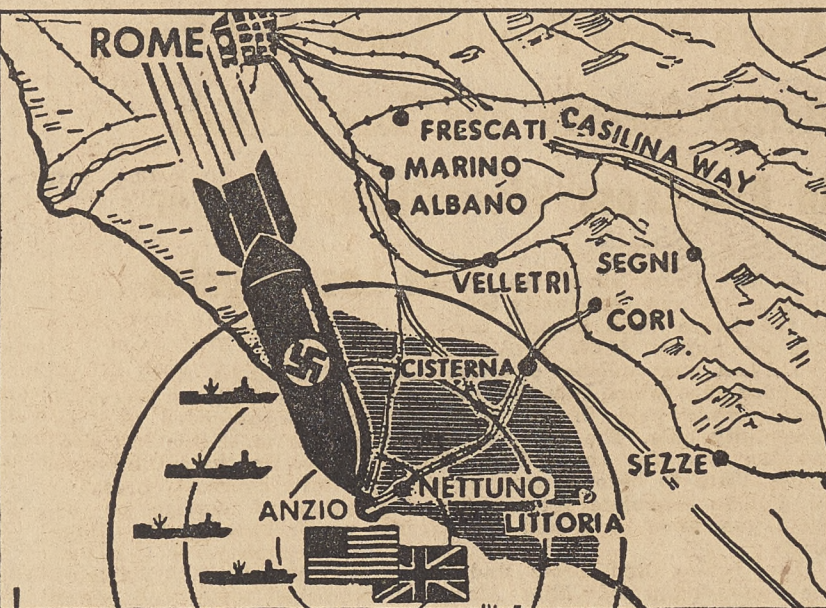 ROME
FRESCATI
CASILINA WAY
MARINO
ALBANO
VELLETRI
SEGNI
CORI
CISTERNA
SEZZE
NETTUNO
ANZIO
LITTORIA